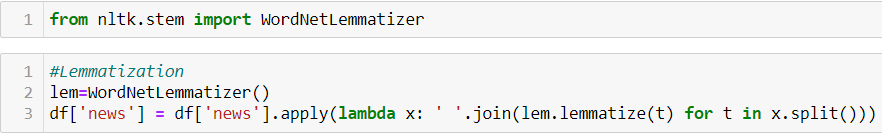 1 from nltk.stem import WordNetLemmatizer
1 #Lemmatization
2 lem=WordNetLemmatizer()
3 df['news'] = df['news'].apply(lambda x: ' '.join(lem.lemmatize(t) for t in x.split()))